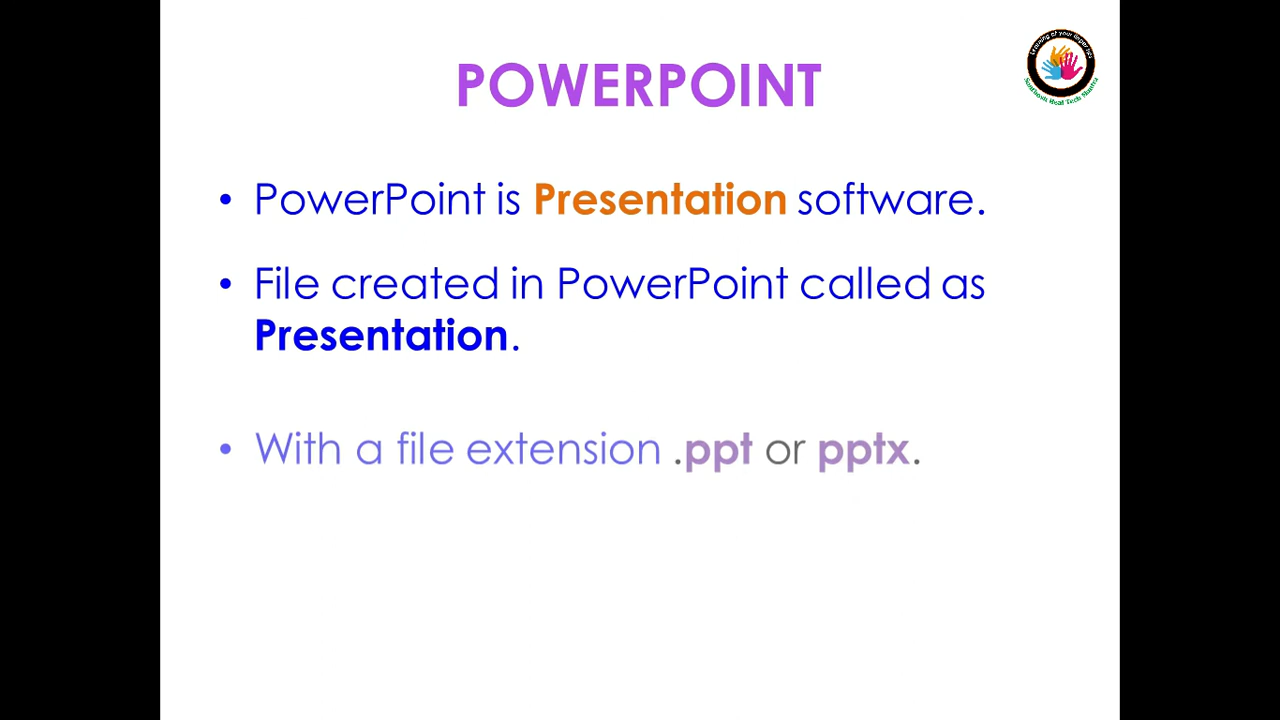 POWERPOINT
• PowerPoint is Presentation software.
• File created in PowerPoint called as
Presentation.
• With a file extension .ppt or pptx.